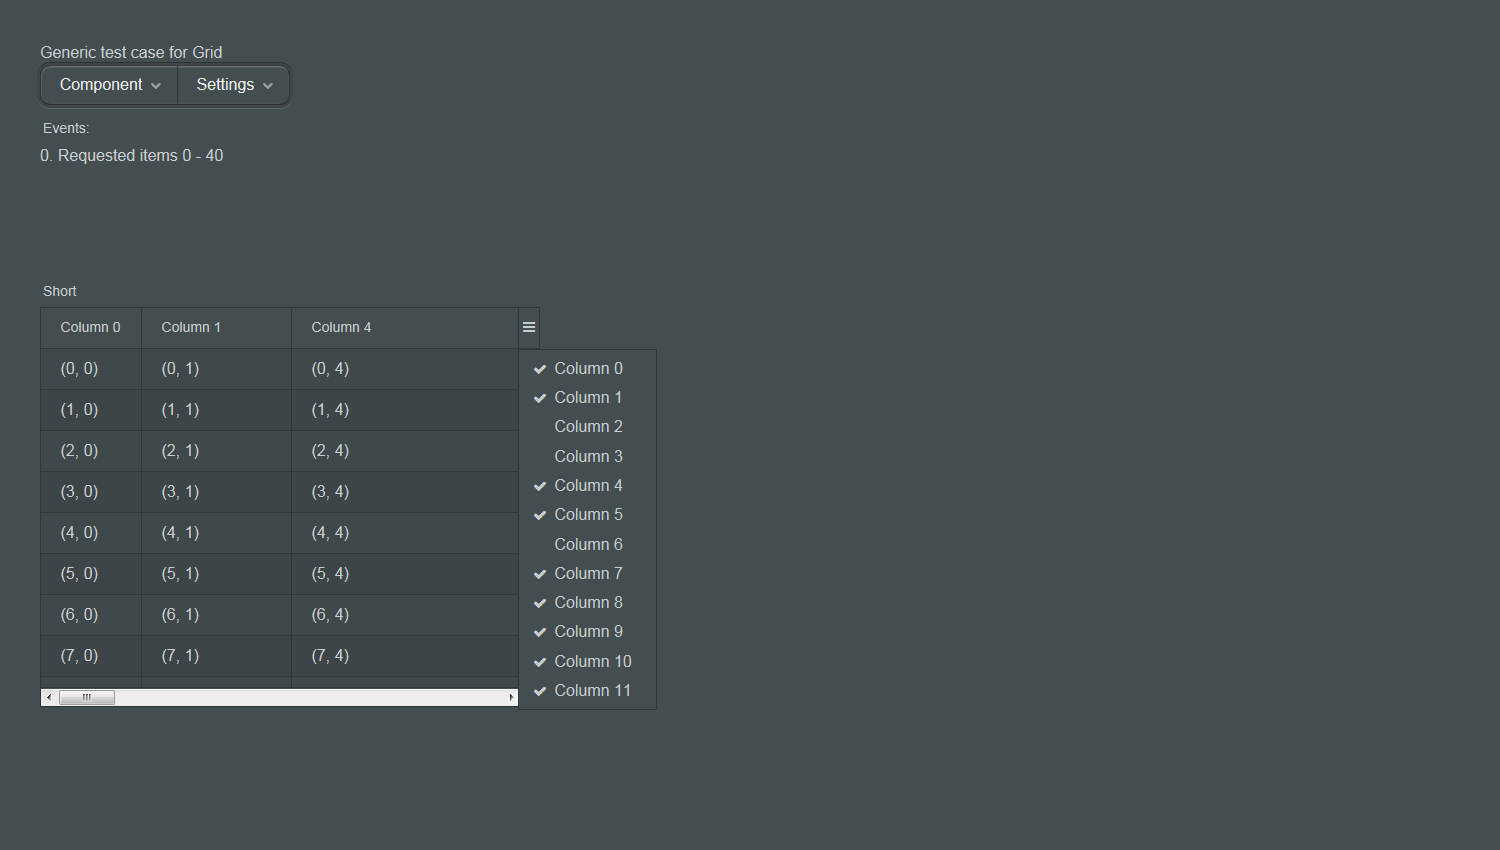 Generic test case for Grid
Component Settings
Events:
0. Requested items 0 - 40
Short
Column 0 Column 1 Column 4
(0, 0) (0, 1) (0, 4)
(1, 0) (1, 1) (1, 4)
(2, 0) (2, 1) (2, 4)
(3, 0) (3, 1) (3, 4)
(4, 0) (4, 1) (4, 4)
(5, 0) (5, 1) (5, 4)
(6, 0) (6, 1) (6, 4)
(7, 0) (7, 1) (7, 4)
Column 0
Column 1
Column 2
Column 3
Column 4
Column 5
Column 6
Column 7
Column 8
Column 9
Column 10
Column 11